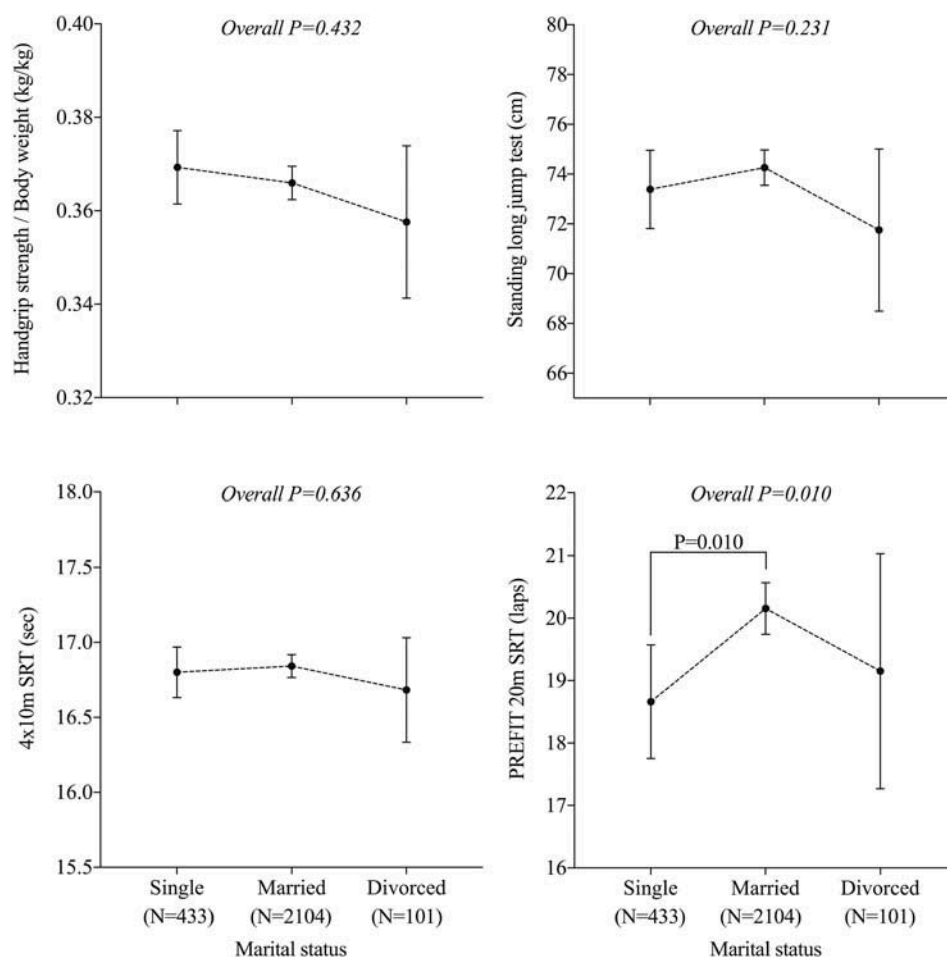 Overall P=0.432
Handgrip strength / Body weight (kg/kg)
0.40
0.38
0.36
0.34
0.32
Overall P=0.231
Standing long jump test (cm)
80
78
76
74
72
70
68
66
Overall P=0.636
4x10m SRT (sec)
18.0
17.5
17.0
16.5
16.0
15.5
Single
(N=433)
Married
(N=2104)
Divorced
(N=101)
Marital status
Overall P=0.010
P=0.010
PREFIT 20m SRT (laps)
22
21
20
19
18
17
16
Single
(N=433)
Married
(N=2104)
Divorced
(N=101)
Marital status